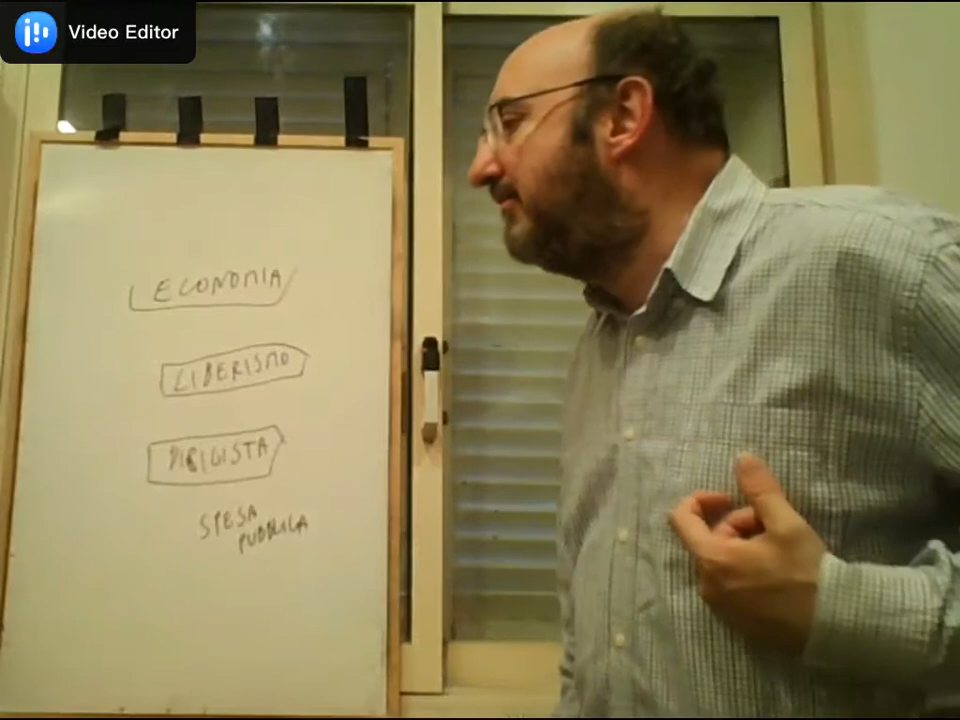 Video Editor
ECONOMIA
LIBERISMO
DIRIGISTA
SPESA
PUBBLICA